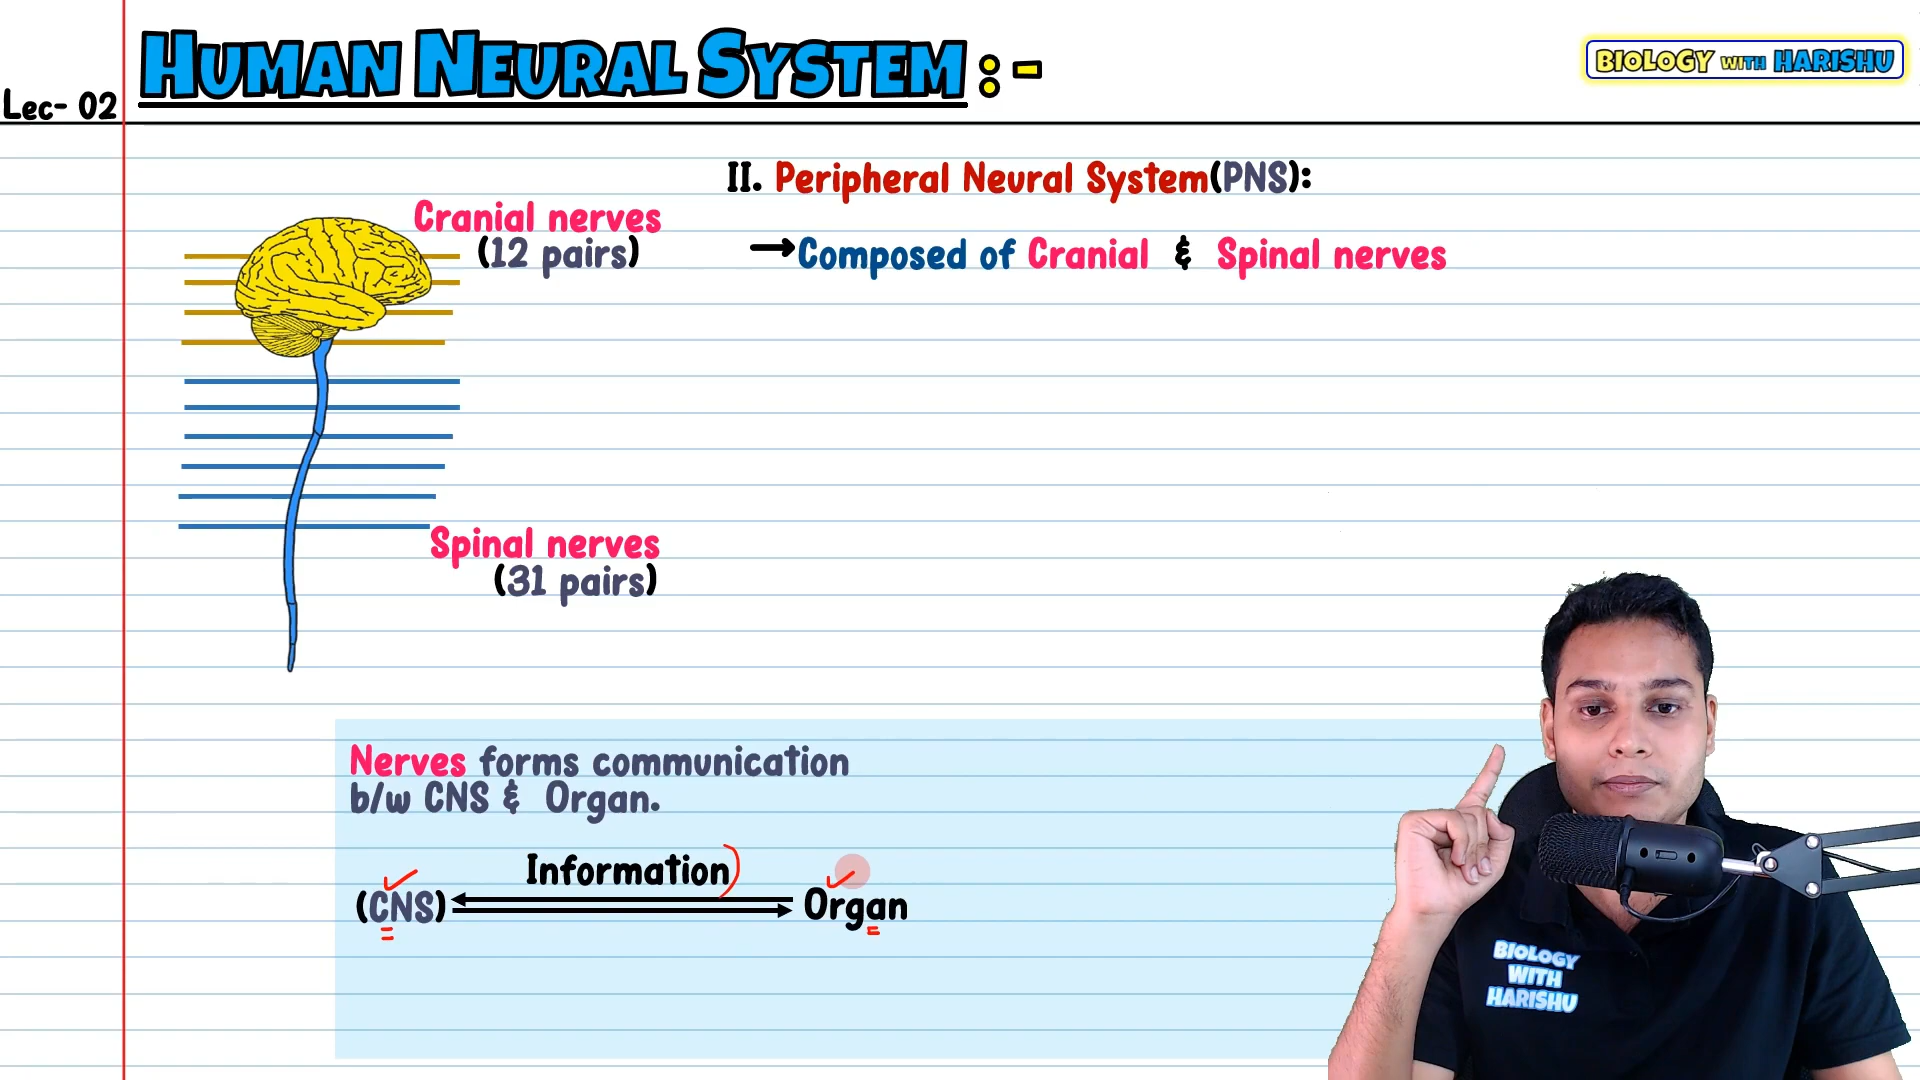 HUMAN NEURAL SYSTEM :-
BIOLOGY WITH HARISHU
Lec- 02
II. Peripheral Neural System(PNS):
Cranial nerves
(12 pairs)
→Composed of Cranial & Spinal nerves
Spinal nerves
(31 pairs)
Nerves forms communication
b/w CNS & Organ.
Information
(CNS) Organ
BIOLOGY
WITH
HARISHU